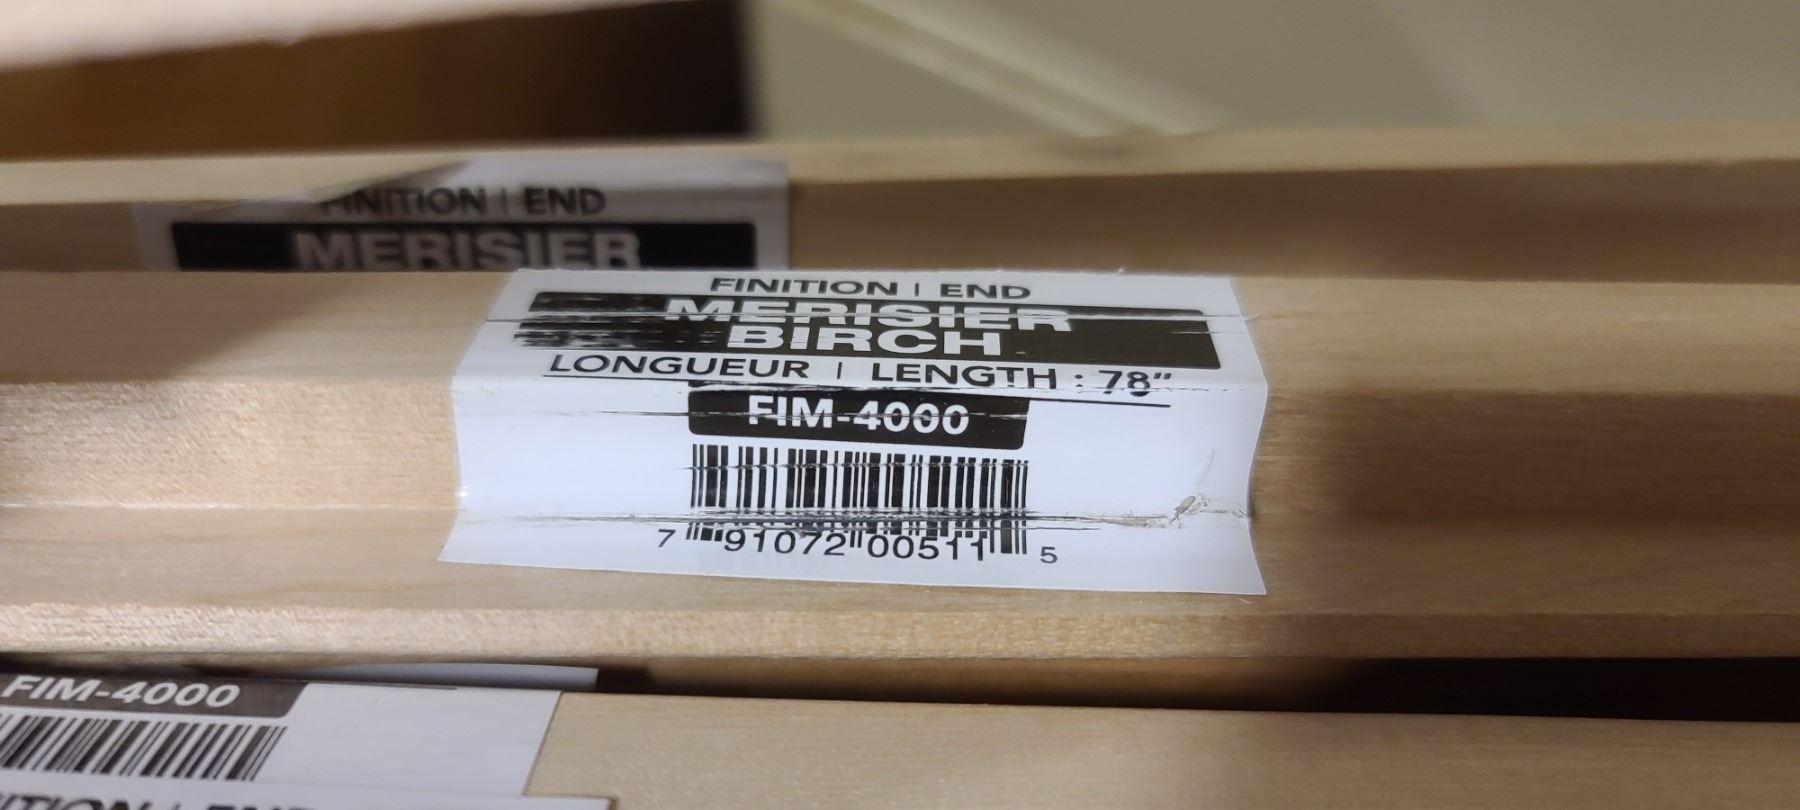 FINITION | END
MERISIER
FINITION | END
MERISIER
BIRCH
LONGUEUR | LENGTH : 78"
FIM-4000
7 91072 00511 5
FIM-4000